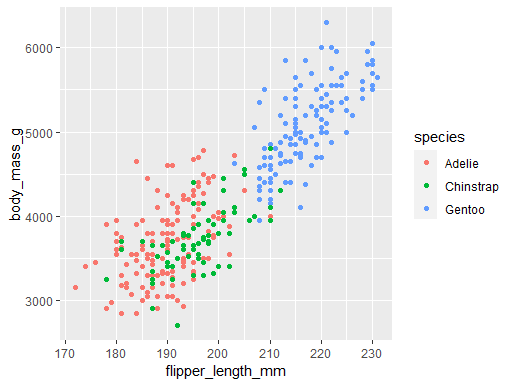 6000
5000
4000
3000
body_mass_g
170
180
190
200
210
220
230
flipper_length_mm
species
Adelie
Chinstrap
Gentoo